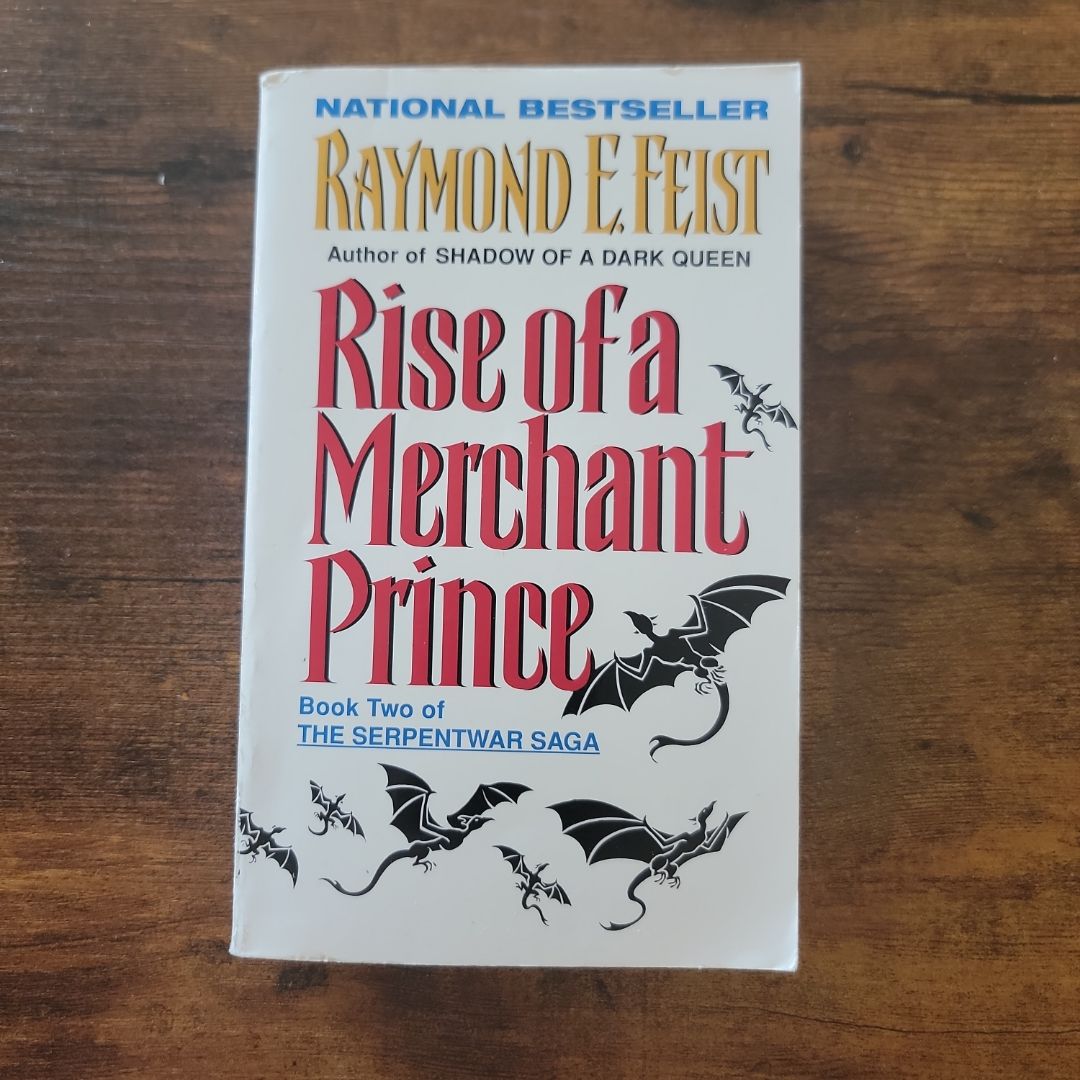 NATIONAL BESTSELLER
RAYMOND E. FEIST
Author of SHADOW OF A DARK QUEEN
Rise of a
Merchant
Prince
Book Two of
THE SERPENTWAR SAGA